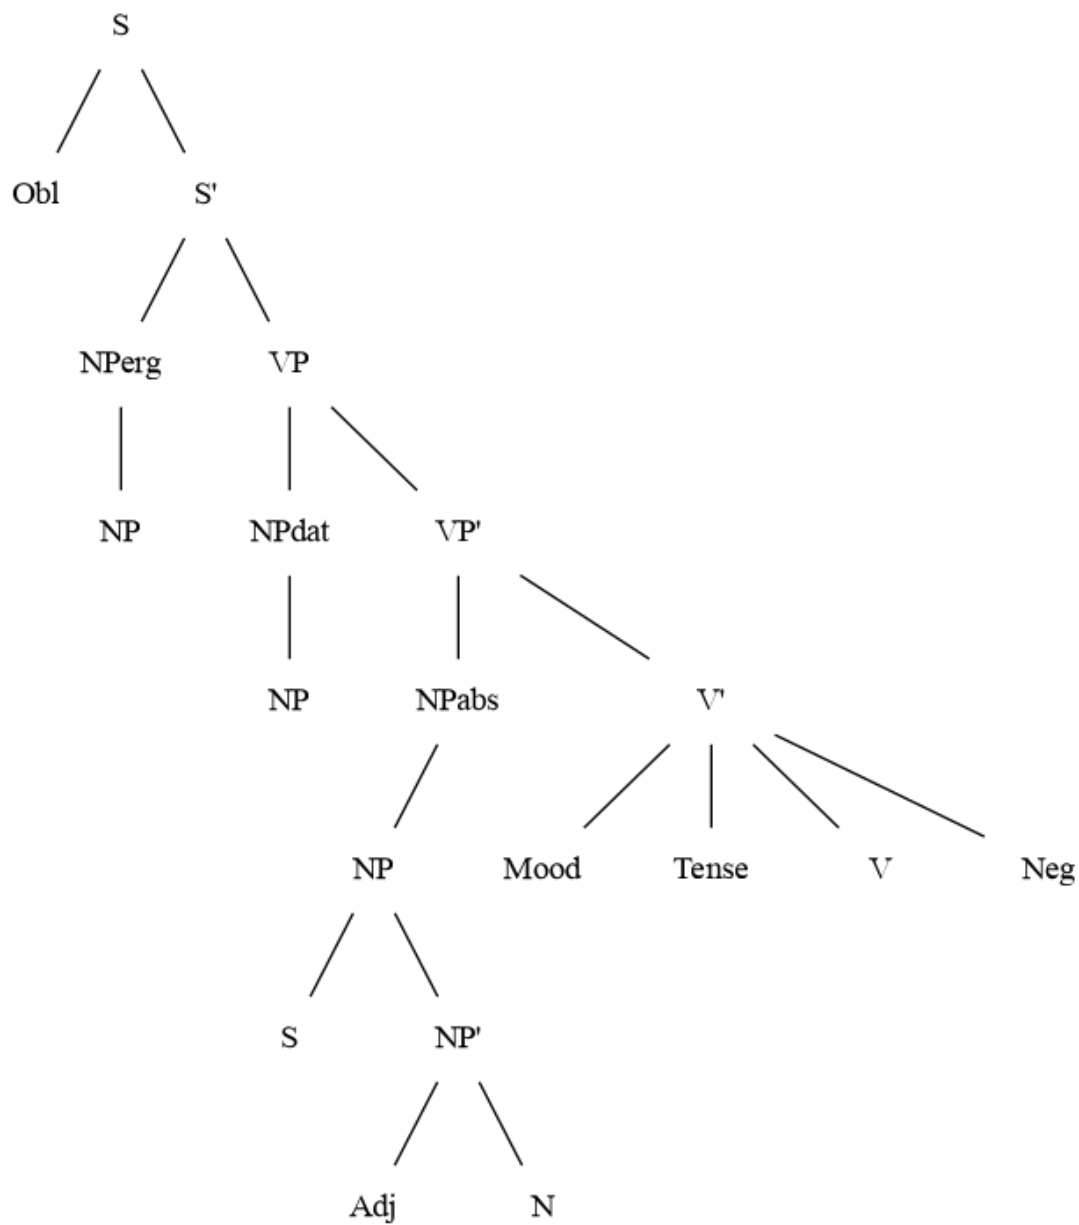 S
Obl S'
NPerg VP
NP NPdat VP'
NP NPabs V'
NP Mood Tense V Neg
S NP'
Adj N